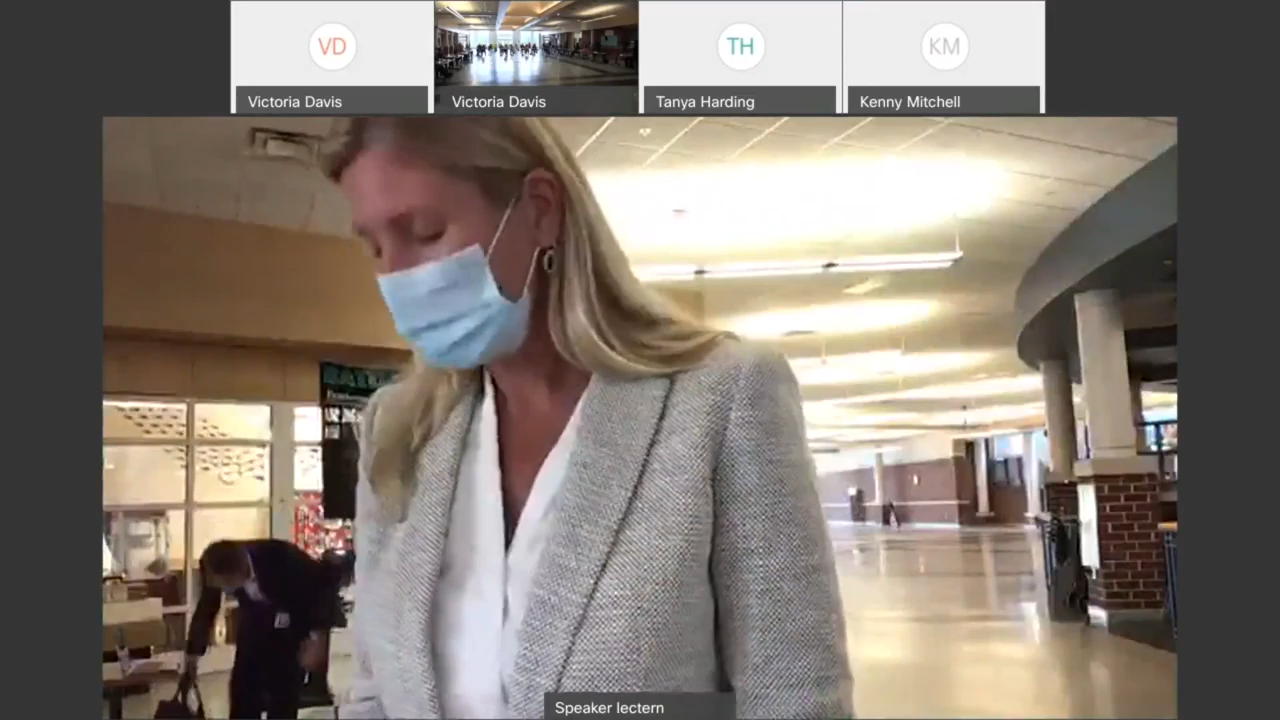 VD
TH
KM
Victoria Davis
Victoria Davis
Tanya Harding
Kenny Mitchell
Speaker lectern